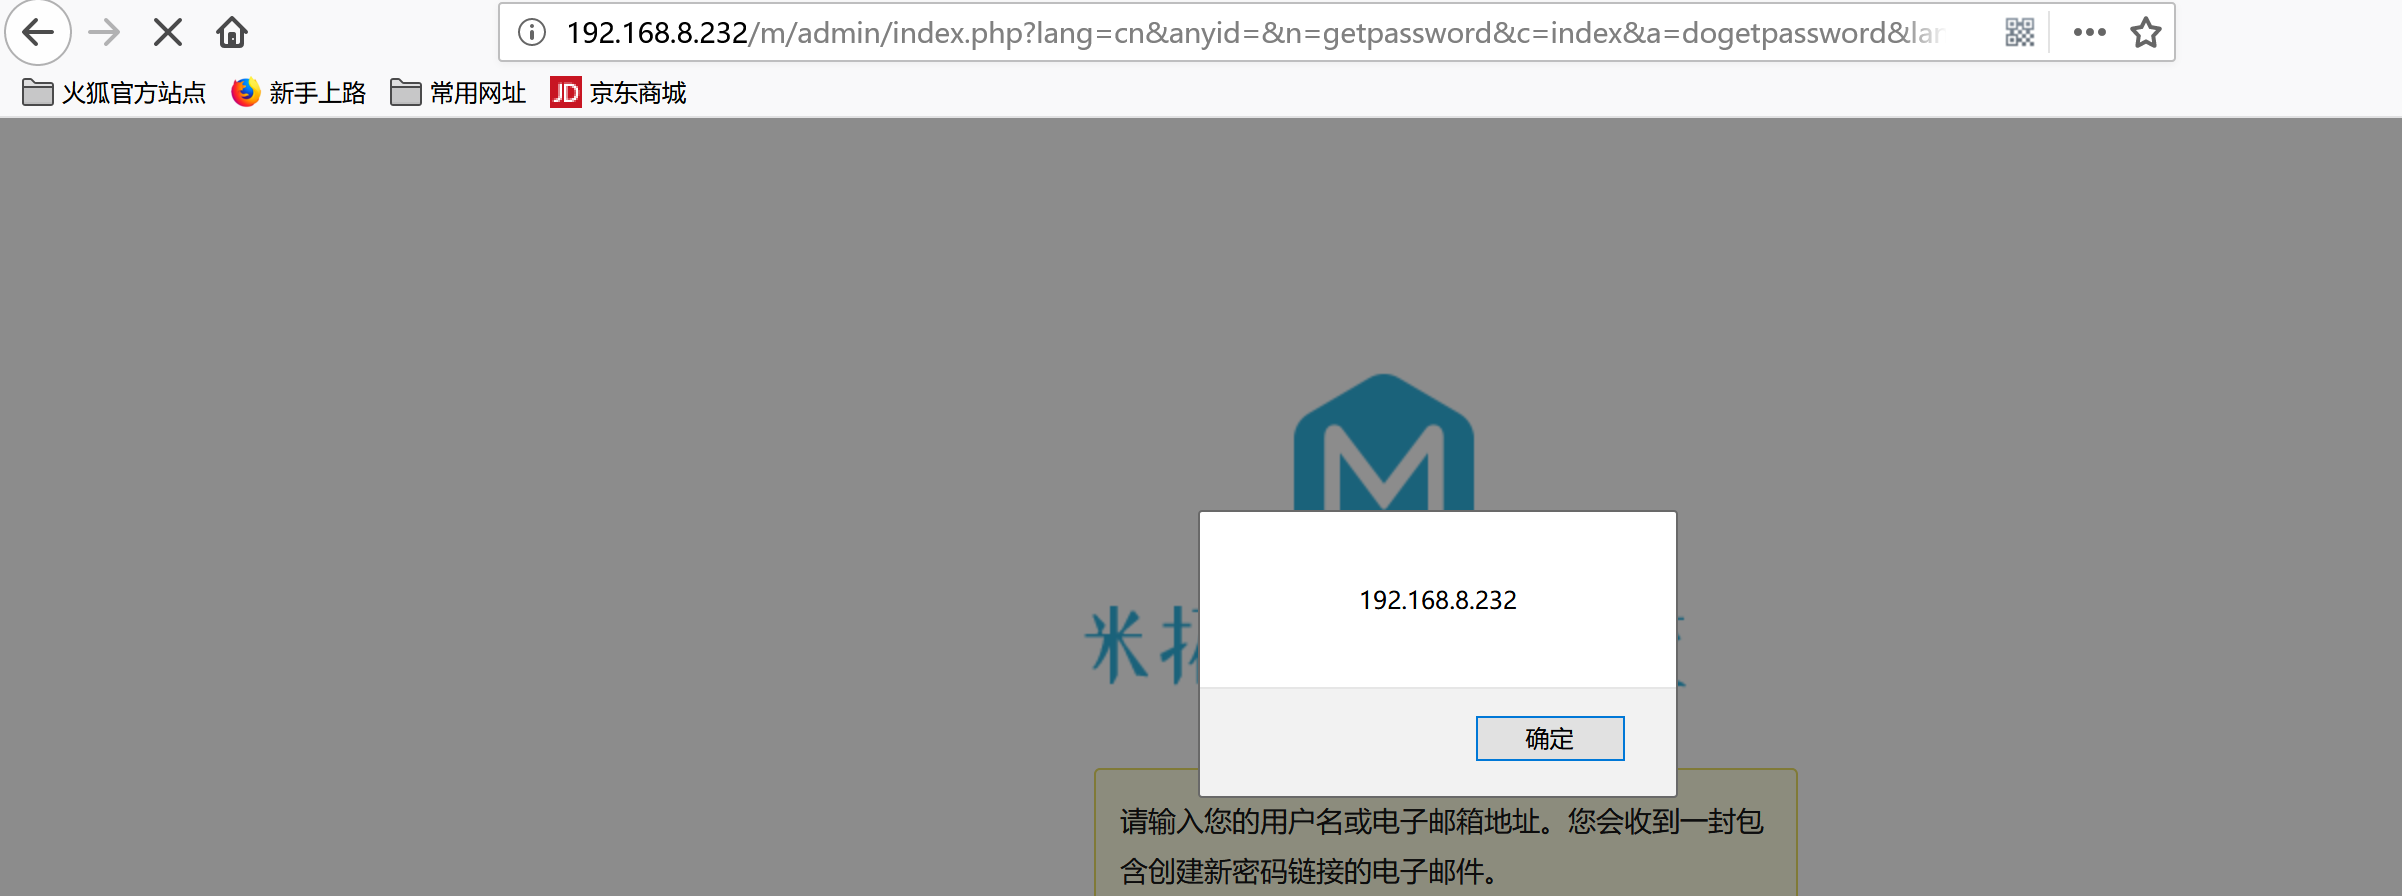 192.168.8.232/m/admin/index.php?lang=cn&anyid=&n=getpassword&c=index&a=dogetpassword&lar
火狐官方站点 新手上路 常用网址 JD 京东商城
M
192.168.8.232
米拓
确定
请输入您的用户名或电子邮箱地址。您会收到一封包
含创建新密码链接的电子邮件。